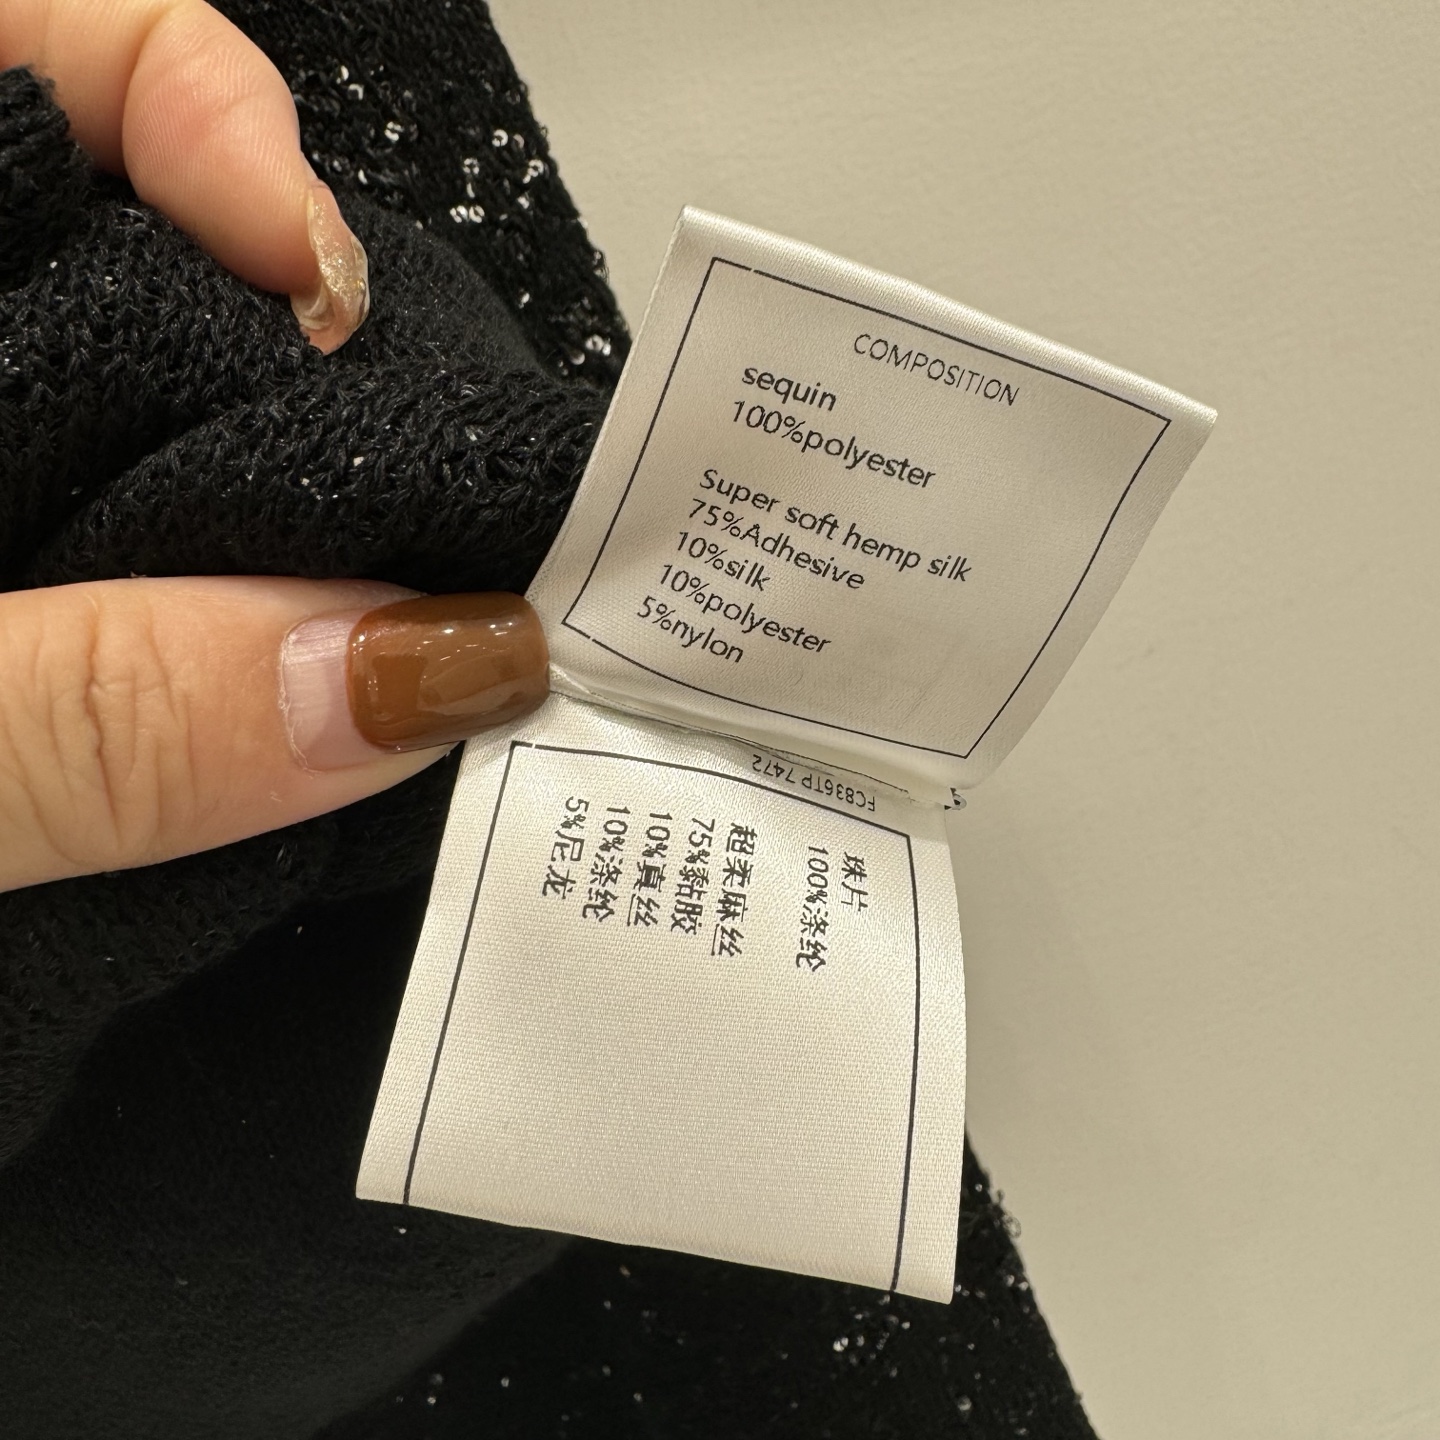 COMPOSITION
sequin
100%polyester
Super soft hemp silk
75%Adhesive
10%silk
10%polyester
5%nylon
FC836TP 7472
珠片
100%涤纶
超柔麻丝
75%黏胶
10%真丝
10%涤纶
5%尼龙